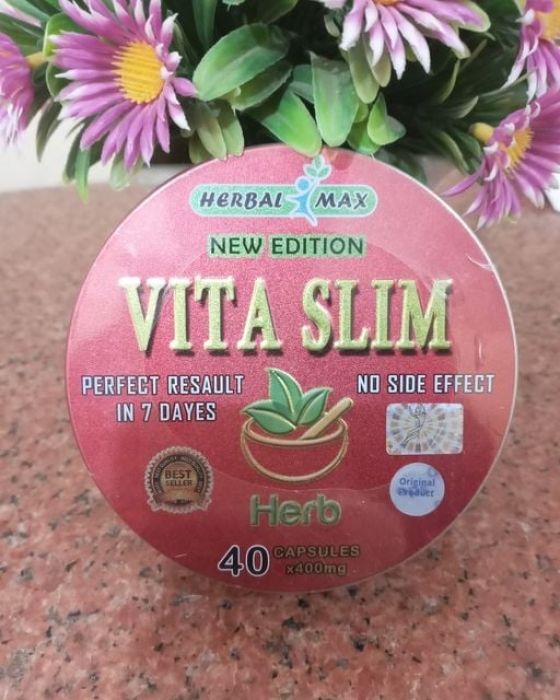 HERBAL MAX
NEW EDITION
VITA SLIM
PERFECT RESAULT
IN 7 DAYES
NO SIDE EFFECT
BEST
SELLER
Original
Product
Herb
40 CAPSULES
x400mg